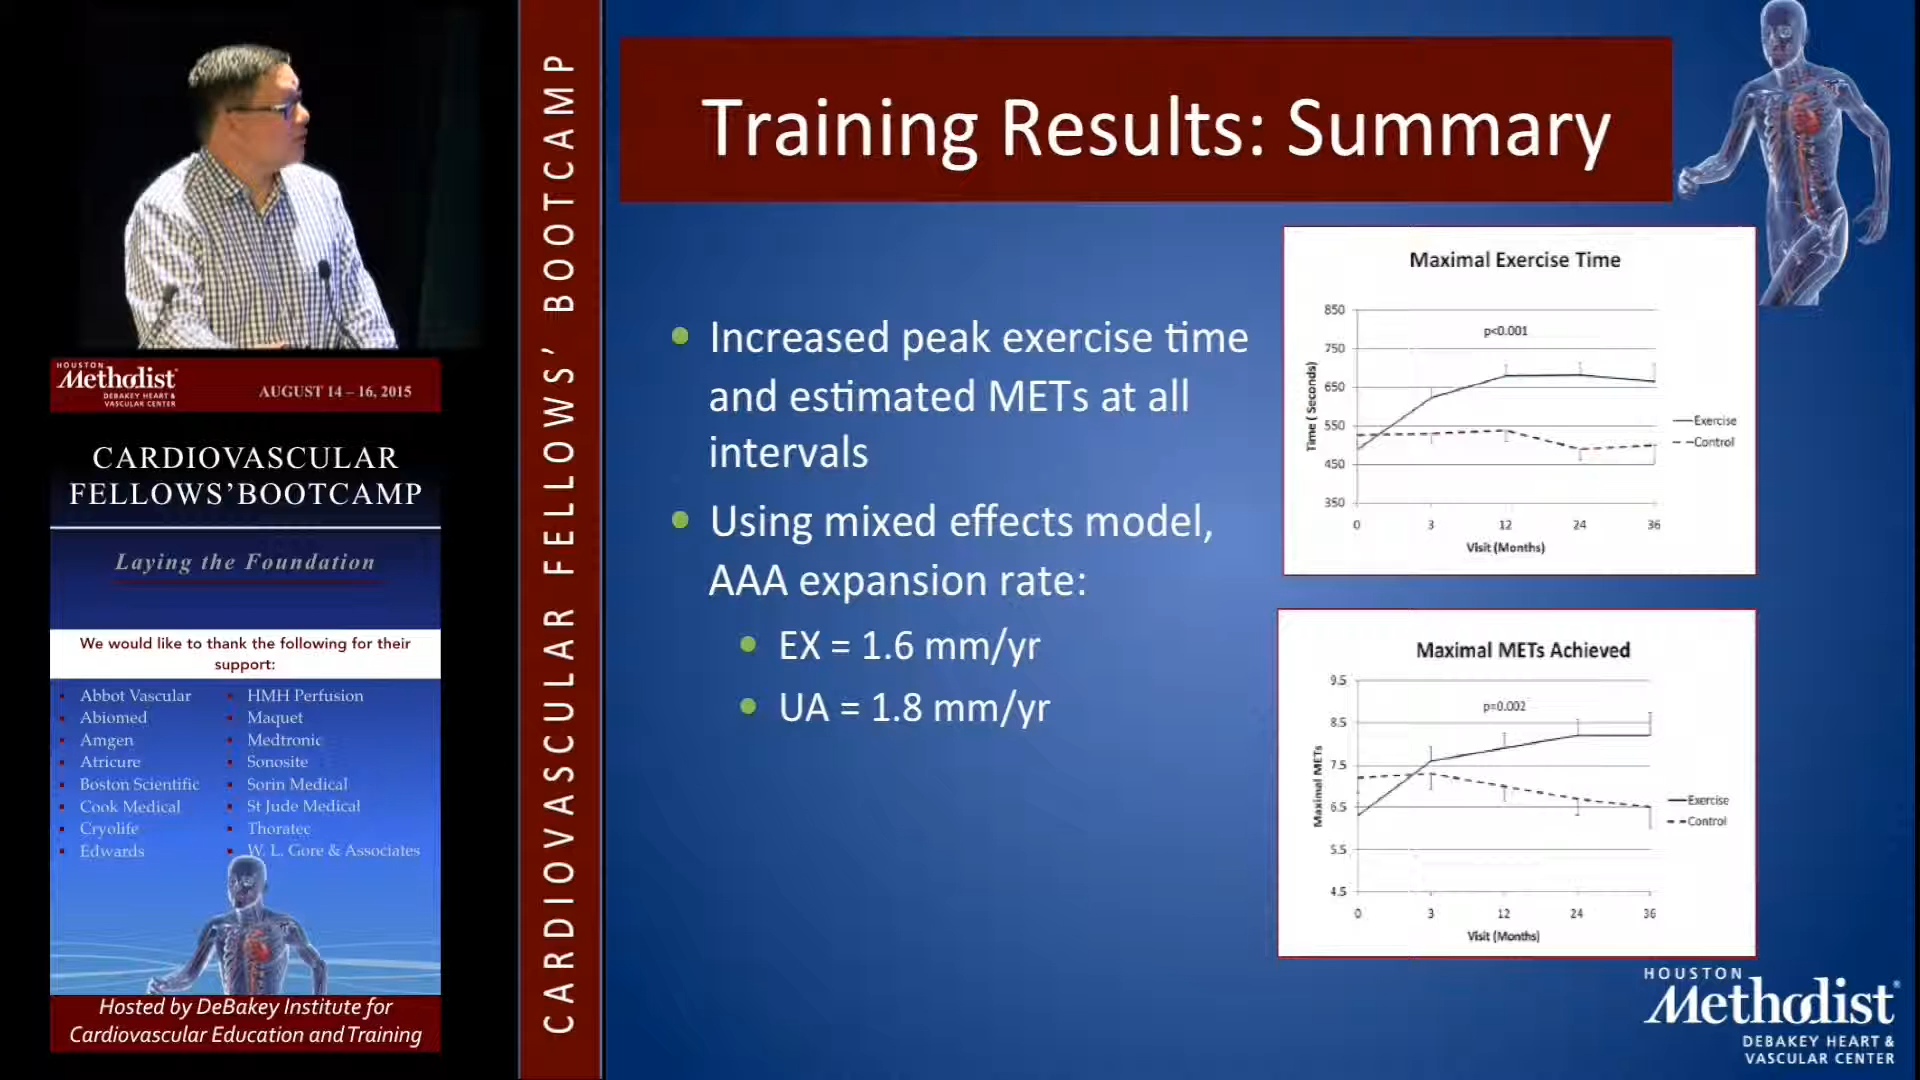 HOUSTON
Methodist
DEBAKEY HEART &
VASCULAR CENTER
AUGUST 14 – 16, 2015
CARDIOVASCULAR
FELLOWS’BOOTCAMP
Laying the Foundation
We would like to thank the following for their
support:
Abbot Vascular
Abiomed
Amgen
Atricure
Boston Scientific
Cook Medical
Cryolife
Edwards
HMH Perfusion
Maquet
Medtronic
Sonosite
Sorin Medical
St Jude Medical
Thoratec
W. L. Gore & Associates
Hosted by DeBakey Institute for
Cardiovascular Education and Training
CARDIOVASCULAR FELLOWS’ BOOTCAMP
Training Results: Summary
• Increased peak exercise time
and estimated METs at all
intervals
• Using mixed effects model,
AAA expansion rate:
• EX = 1.6 mm/yr
• UA = 1.8 mm/yr
Maximal Exercise Time
850
750
650
550
450
350
Time ( Seconds)
p<0.001
Exercise
Control
0 3 12 24 36
Visit (Months)
Maximal METs Achieved
9.5
8.5
7.5
6.5
5.5
4.5
Maximal METs
p=0.002
Exercise
Control
0 3 12 24 36
Visit (Months)
HOUSTON
Methodist®
DEBAKEY HEART &
VASCULAR CENTER